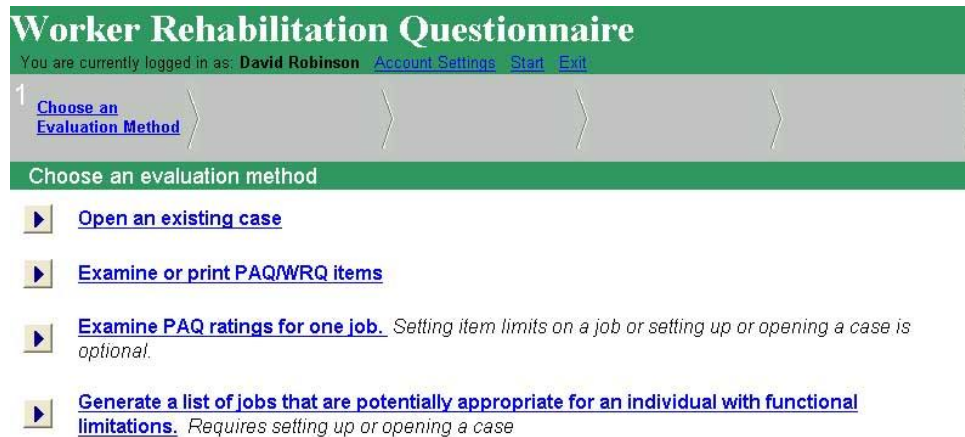 Worker Rehabilitation Questionnaire
You are currently logged in as: David Robinson Account Settings Start Exit
1
Choose an
Evaluation Method
Choose an evaluation method
Open an existing case
Examine or print PAQ/WRQ items
Examine PAQ ratings for one job. Setting item limits on a job or setting up or opening a case is
optional.
Generate a list of jobs that are potentially appropriate for an individual with functional
limitations. Requires setting up or opening a case